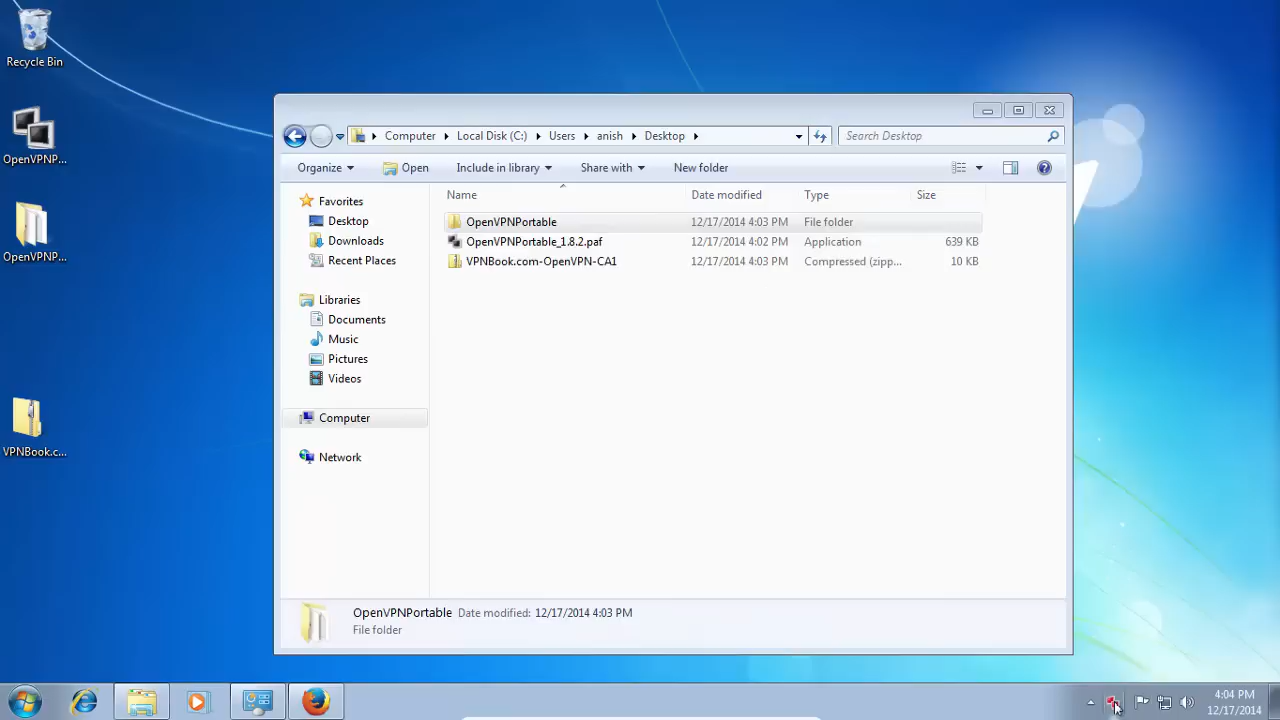 Recycle Bin
OpenVPNP...
OpenVPNP...
VPNBook.c...
Computer Local Disk (C:) Users anish Desktop
Search Desktop
Organize Open Include in library Share with New folder
Favorites
Desktop
Downloads
Recent Places
Libraries
Documents
Music
Pictures
Videos
Computer
Network
Name Date modified Type Size
OpenVPNPortable 12/17/2014 4:03 PM File folder
OpenVPNPortable_1.8.2.paf 12/17/2014 4:02 PM Application 639 KB
VPNBook.com-OpenVPN-CA1 12/17/2014 4:03 PM Compressed (zipp... 10 KB
OpenVPNPortable Date modified: 12/17/2014 4:03 PM
File folder
4:04 PM
12/17/2014